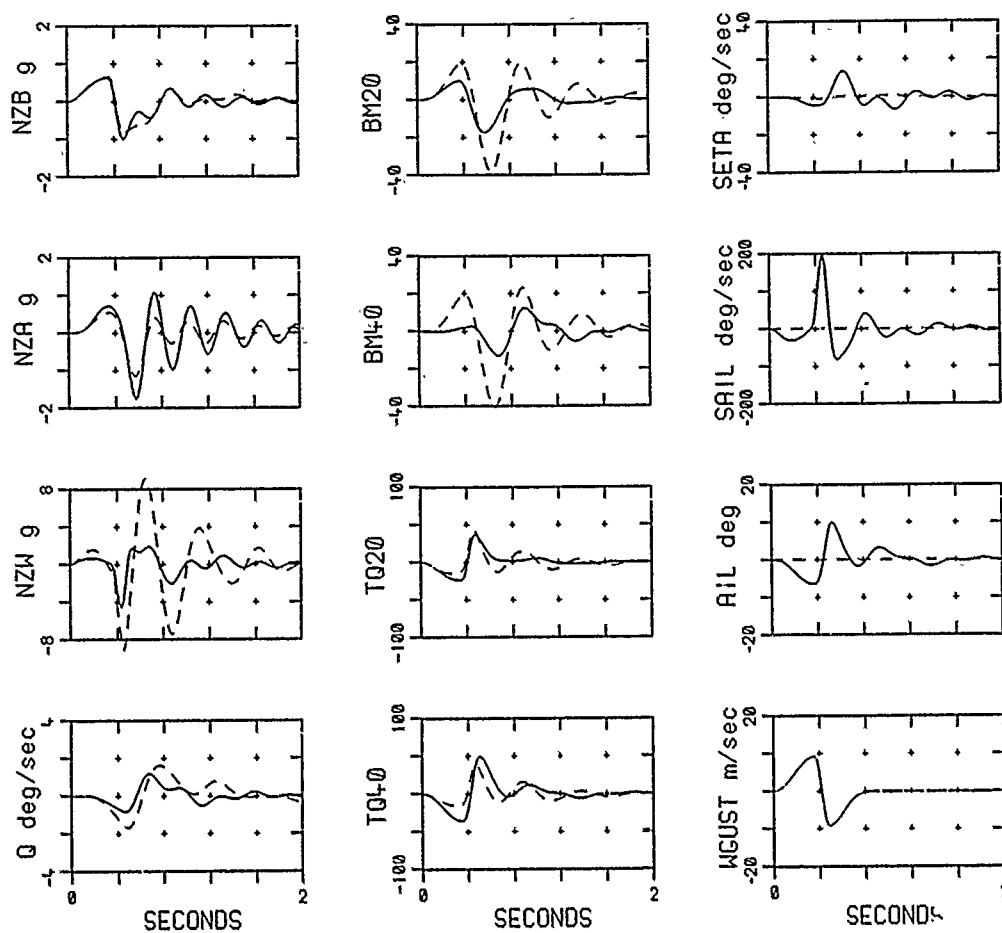 NZB g
2
-2
BM20
40
-40
SETA deg/sec
40
-40
NZA g
2
-2
BM40
40
-40
SAIL deg/sec
200
-200
NZW g
8
-8
TQ20
100
-100
AIL deg
20
-20
Q deg/sec
4
-4
0
2
SECONDS
TQ40
100
-100
0
2
SECONDS
WGUST m/sec
20
-20
0
SECONDS